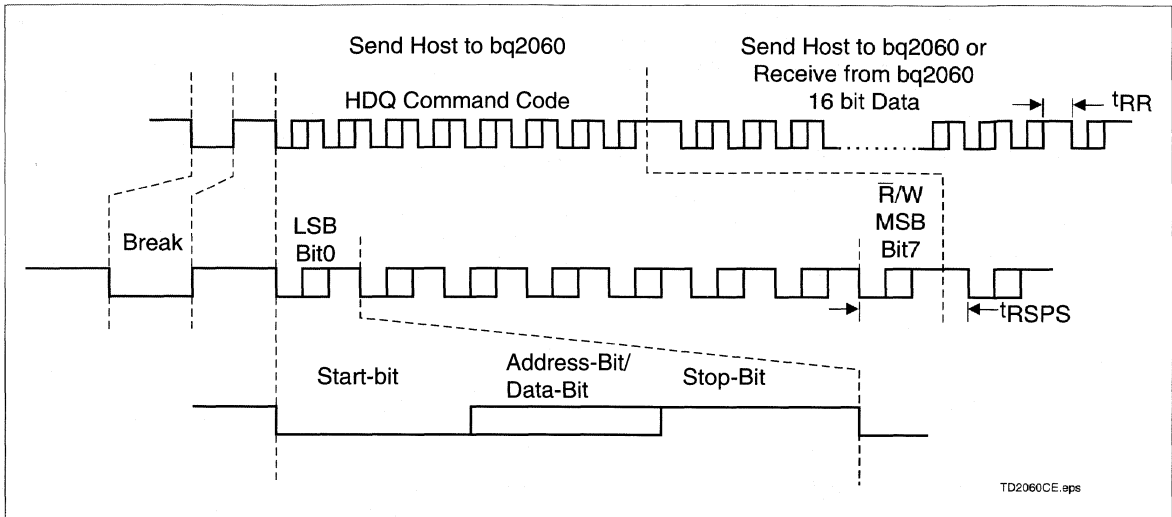 Send Host to bq2060
Send Host to bq2060 or
Receive from bq2060
HDQ Command Code
16 bit Data
tRR
Break
LSB
Bit0
R̅/W
MSB
Bit7
tRSPS
Start-bit
Address-Bit/
Data-Bit
Stop-Bit
TD2060CE.eps